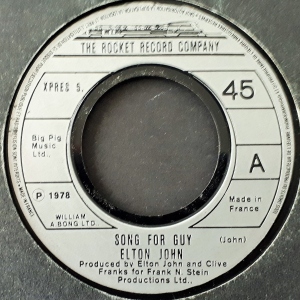 THE ROCKET RECORD COMPANY
XPRES 5.
45
Big Pig
Music
Ltd..
A
P 1978
Made in
France
WILLIAM
A BONG LTD.
SONG FOR GUY
(John)
ELTON JOHN
Produced by Elton John and Clive
Franks for Frank N. Stein
Productions Ltd./